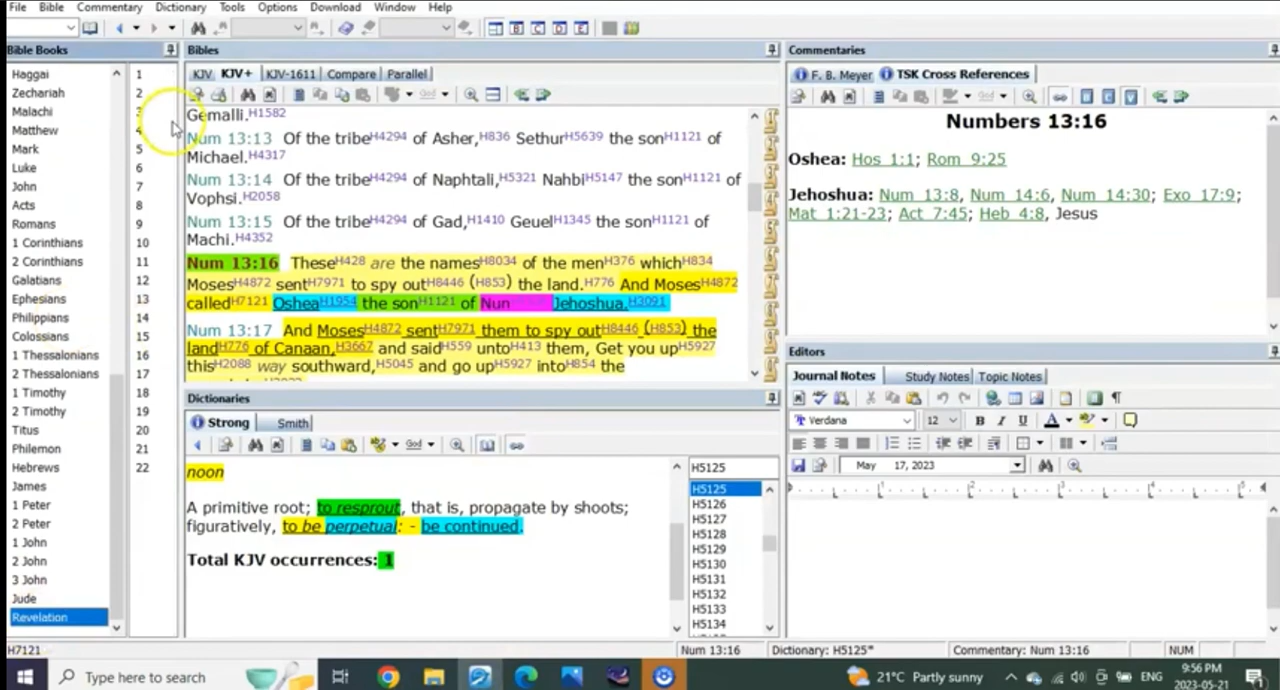 File Bible Commentary Dictionary Tools Options Download Window Help
Bible Books
Haggai
Zechariah
Malachi
Matthew
Mark
Luke
John
Acts
Romans
1 Corinthians
2 Corinthians
Galatians
Ephesians
Philippians
Colossians
1 Thessalonians
2 Thessalonians
1 Timothy
2 Timothy
Titus
Philemon
Hebrews
James
1 Peter
2 Peter
1 John
2 John
3 John
Jude
Revelation
1
2
3
4
5
6
7
8
9
10
11
12
13
14
15
16
17
18
19
20
21
22
Bibles
KJV KJV+ KJV-1611 Compare Parallel
Gemalli.H1582
Num 13:13 Of the tribeH4294 of Asher,H836 SethurH5639 the sonH1121 of
Michael.H4317
Num 13:14 Of the tribeH4294 of Naphtali,H5321 NahbiH5147 the sonH1121 of
Vophsi.H2058
Num 13:15 Of the tribeH4294 of Gad,H1410 GeuelH1345 the sonH1121 of
Machi.H4352
Num 13:16 TheseH428 are the namesH8034 of the menH376 whichH834
MosesH4872 sentH7971 to spy outH8446 (H853) the land.H776 And MosesH4872
calledH7121 OsheaH1954 the sonH1121 of Nun Jehoshua.H3091
Num 13:17 And MosesH4872 sentH7971 them to spy outH8446 (H853) the
landH776 of Canaan,H3667 and saidH559 untoH413 them, Get you upH5927
thisH2088 way southward,H5045 and go upH5927 intoH854 the
Dictionaries
Strong Smith
noon
A primitive root; to resprout, that is, propagate by shoots;
figuratively, to be perpetual: - be continued.
Total KJV occurrences: 1
H5125
H5125
H5126
H5127
H5128
H5129
H5130
H5131
H5132
H5133
H5134
Commentaries
F. B. Meyer TSK Cross References
Numbers 13:16
Oshea: Hos 1:1; Rom 9:25
Jehoshua: Num 13:8, Num 14:6, Num 14:30; Exo 17:9;
Mat 1:21-23; Act 7:45; Heb 4:8, Jesus
Editors
Journal Notes Study Notes Topic Notes
Verdana 12 B I U A
May 17, 2023
1 2 3 4 5
H7121 Num 13:16 Dictionary: H5125* Commentary: Num 13:16 NUM
Type here to search 21°C Partly sunny ENG 9:56 PM
2023-05-21